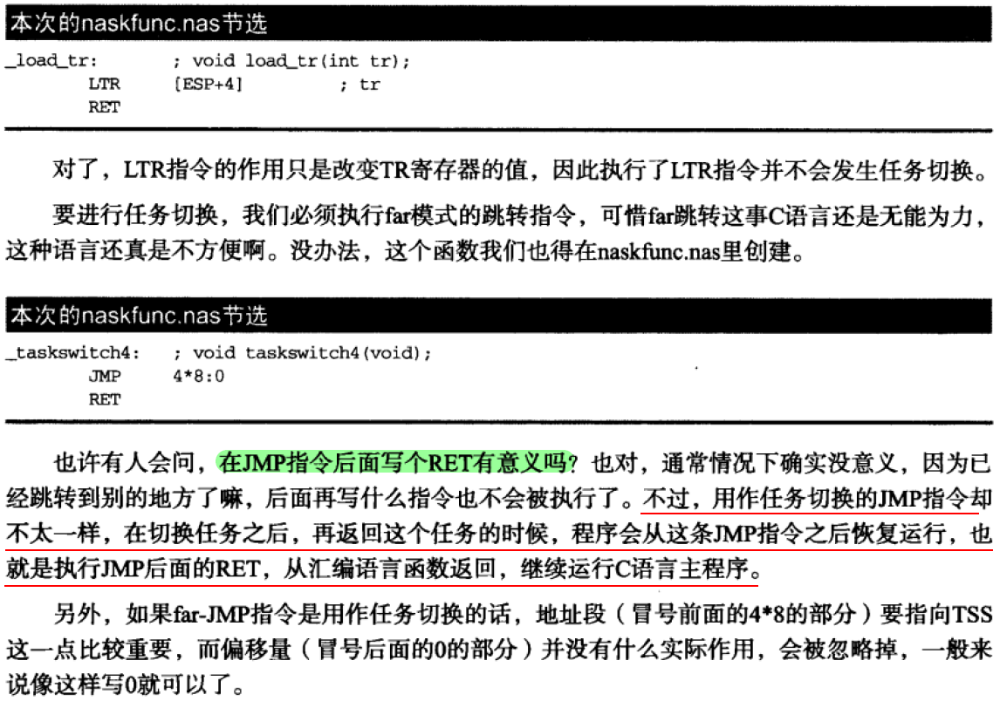 本次的naskfunc.nas节选
_load_tr: ; void load_tr(int tr);
LTR [ESP+4] ; tr
RET
对了，LTR指令的作用只是改变TR寄存器的值，因此执行了LTR指令并不会发生任务切换。
要进行任务切换，我们必须执行far模式的跳转指令，可惜far跳转这事C语言还是无能为力，
这种语言还真是不方便啊。没办法，这个函数我们也得在naskfunc.nas里创建。
本次的naskfunc.nas节选
_taskswitch4: ; void taskswitch4(void);
JMP 4*8:0
RET
也许有人会问，在JMP指令后面写个RET有意义吗？也对，通常情况下确实没意义，因为已
经跳转到别的地方了嘛，后面再写什么指令也不会被执行了。不过，用作任务切换的JMP指令却
不太一样，在切换任务之后，再返回这个任务的时候，程序会从这条JMP指令之后恢复运行，也
就是执行JMP后面的RET，从汇编语言函数返回，继续运行C语言主程序。
另外，如果far-JMP指令是用作任务切换的话，地址段（冒号前面的4*8的部分）要指向TSS
这一点比较重要，而偏移量（冒号后面的0的部分）并没有什么实际作用，会被忽略掉，一般来
说像这样写0就可以了。